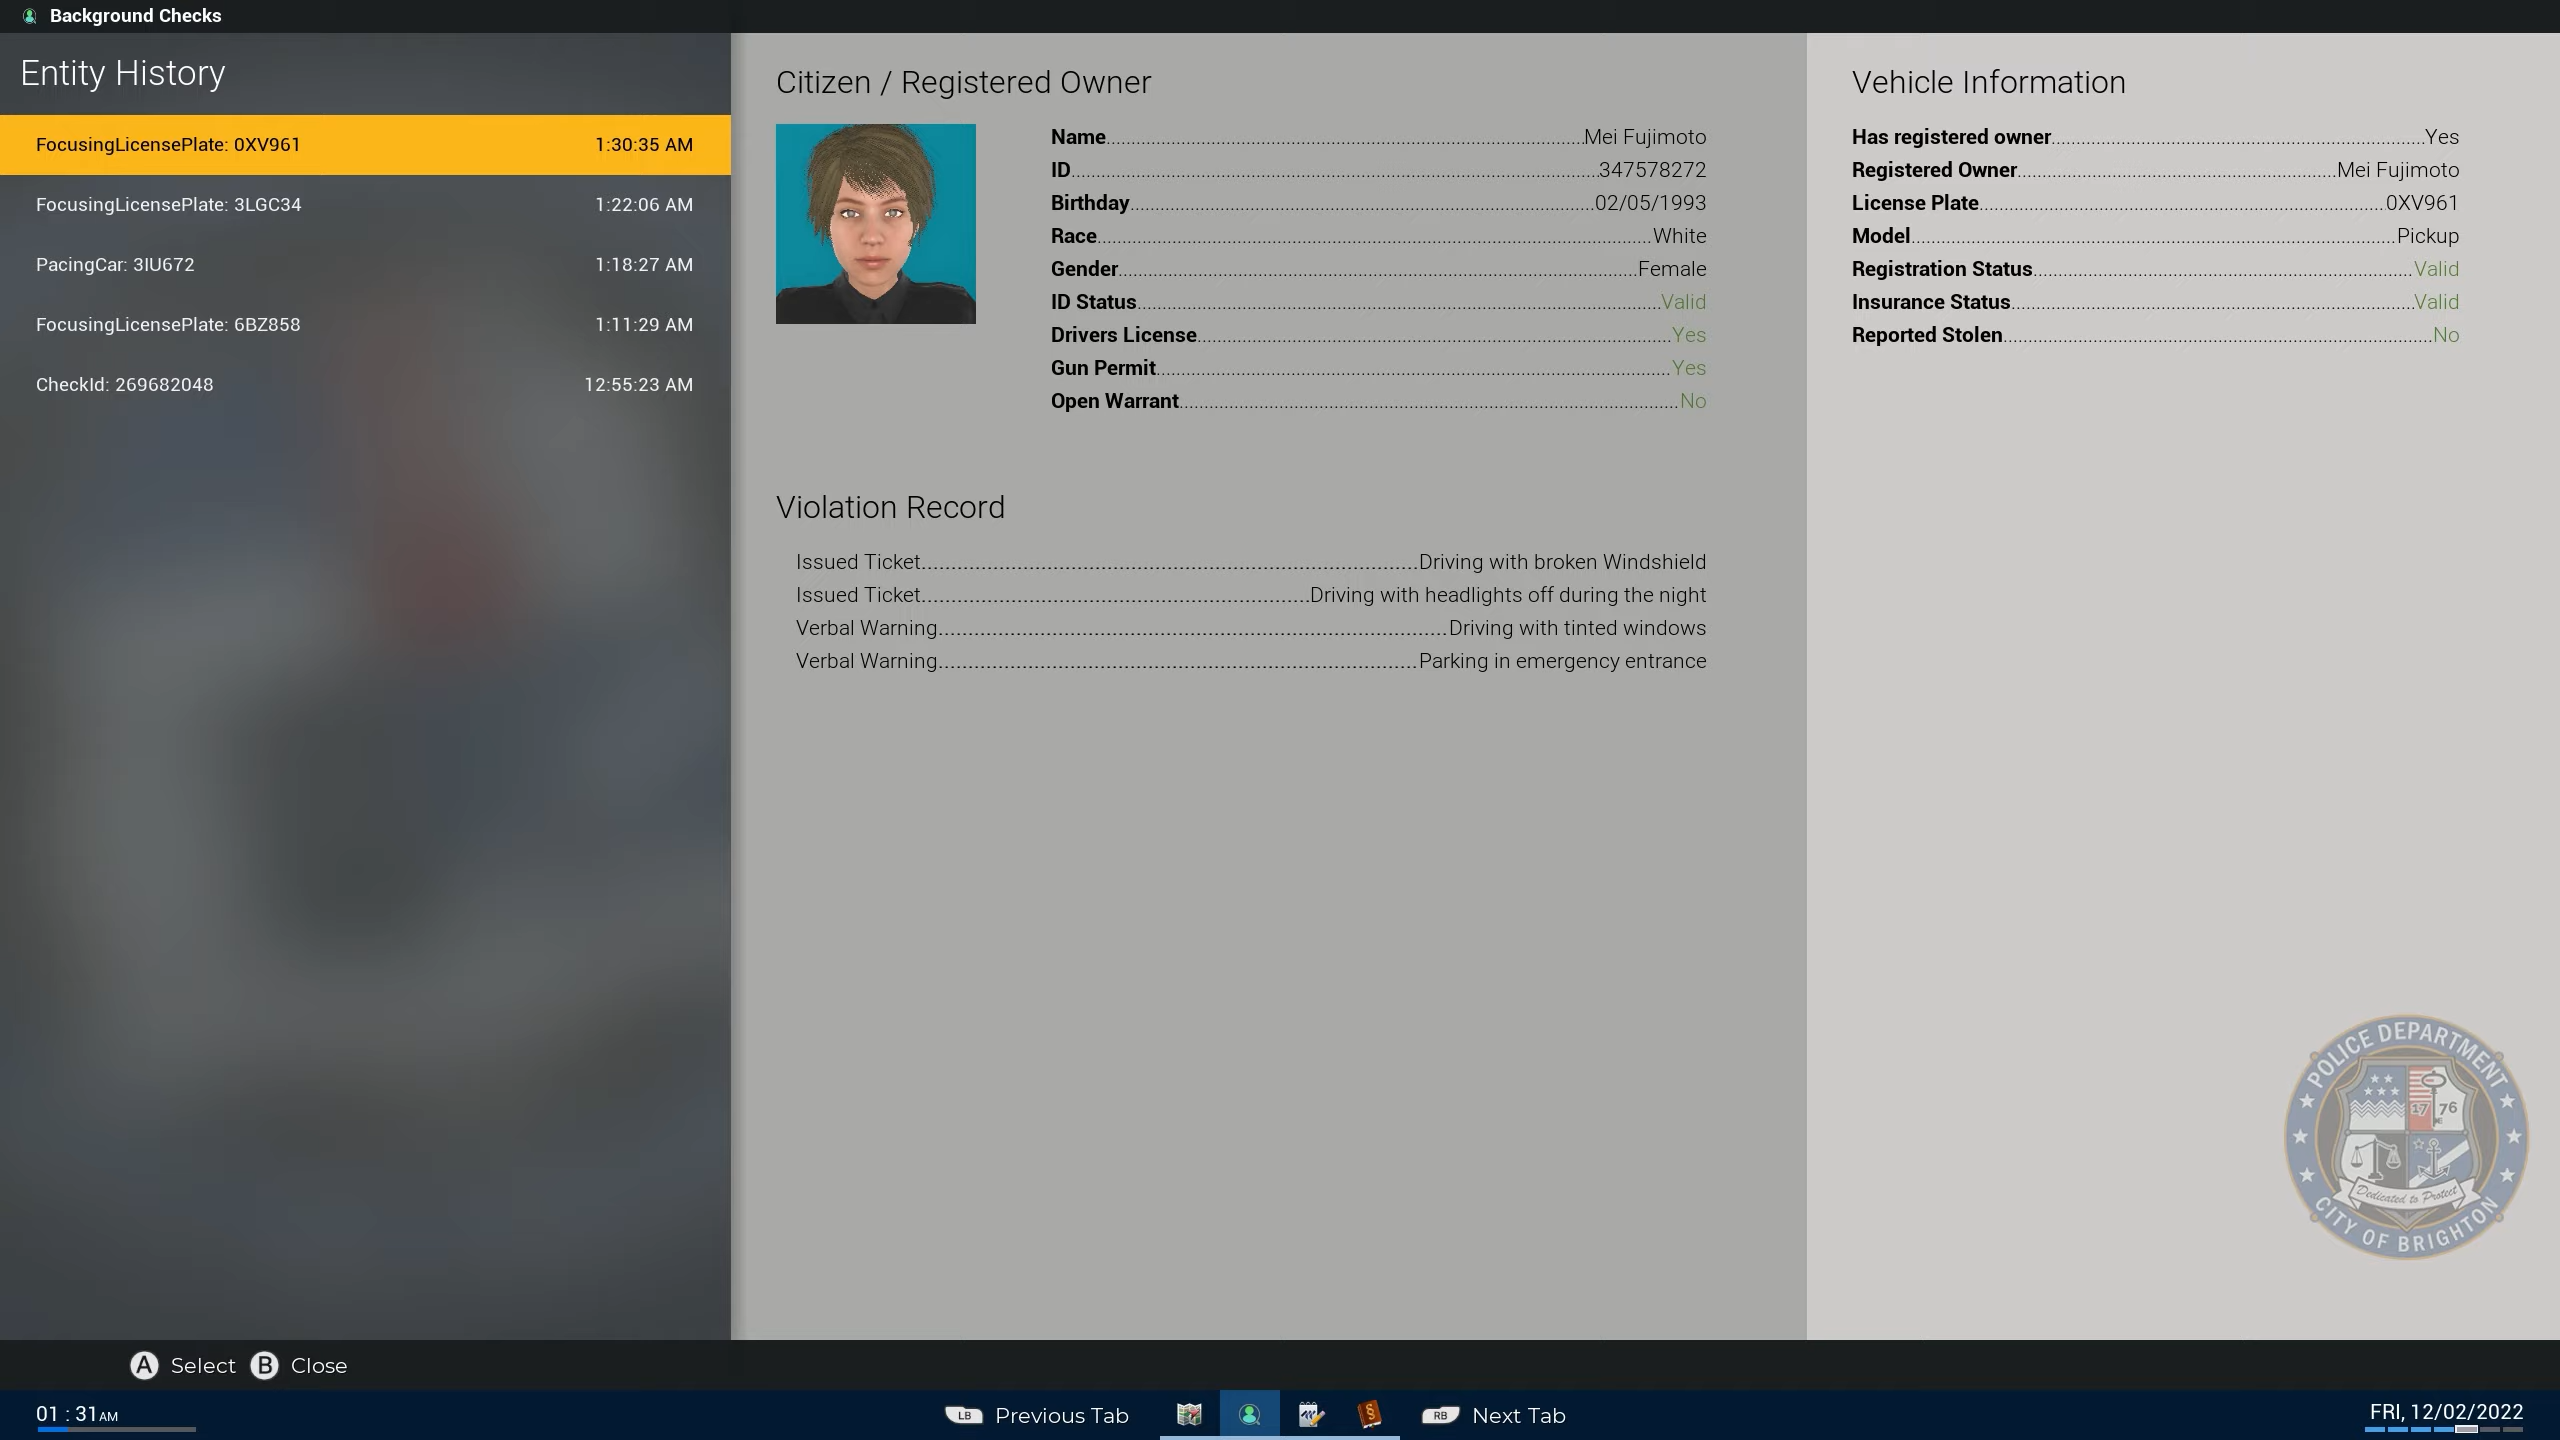 Background Checks
Entity History
FocusingLicensePlate: 0XV961 1:30:35 AM
FocusingLicensePlate: 3LGC34 1:22:06 AM
PacingCar: 3IU672 1:18:27 AM
FocusingLicensePlate: 6BZ858 1:11:29 AM
CheckId: 269682048 12:55:23 AM
Citizen / Registered Owner
Name Mei Fujimoto
ID 347578272
Birthday 02/05/1993
Race White
Gender Female
ID Status Valid
Drivers License Yes
Gun Permit Yes
Open Warrant No
Violation Record
Issued Ticket Driving with broken Windshield
Issued Ticket Driving with headlights off during the night
Verbal Warning Driving with tinted windows
Verbal Warning Parking in emergency entrance
Vehicle Information
Has registered owner Yes
Registered Owner Mei Fujimoto
License Plate 0XV961
Model Pickup
Registration Status Valid
Insurance Status Valid
Reported Stolen No
POLICE DEPARTMENT
17 76
Dedicated to Protect
CITY OF BRIGHTON
A Select B Close
01 : 31 AM
LB Previous Tab
RB Next Tab
FRI, 12/02/2022